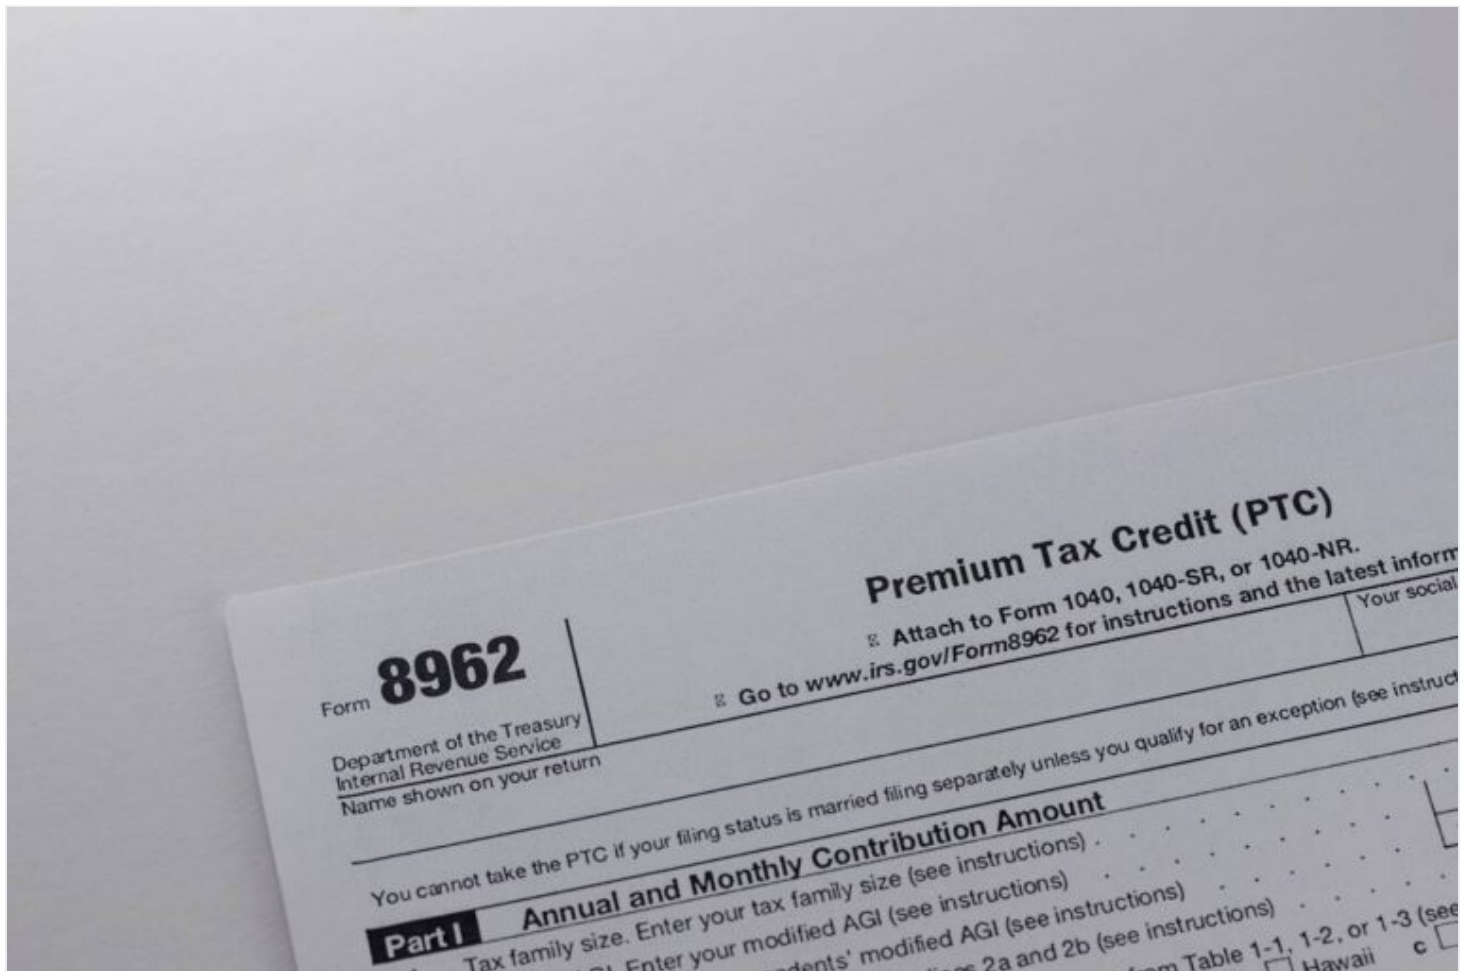 Form 8962
Department of the Treasury
Internal Revenue Service
Premium Tax Credit (PTC)
Attach to Form 1040, 1040-SR, or 1040-NR.
Go to www.irs.gov/Form8962 for instructions and the latest
Name shown on your return
Your social
You cannot take the PTC if your filing status is married filing separately unless you qualify for an exception (see
Part I Annual and Monthly Contribution Amount
Tax family size. Enter your tax family size (see instructions)
Enter your modified AGI (see instructions)
modified AGI (see instructions)
2a and 2b (see instructions)
Table 1-1, 1-2, or 1-3 (see
Hawaii c